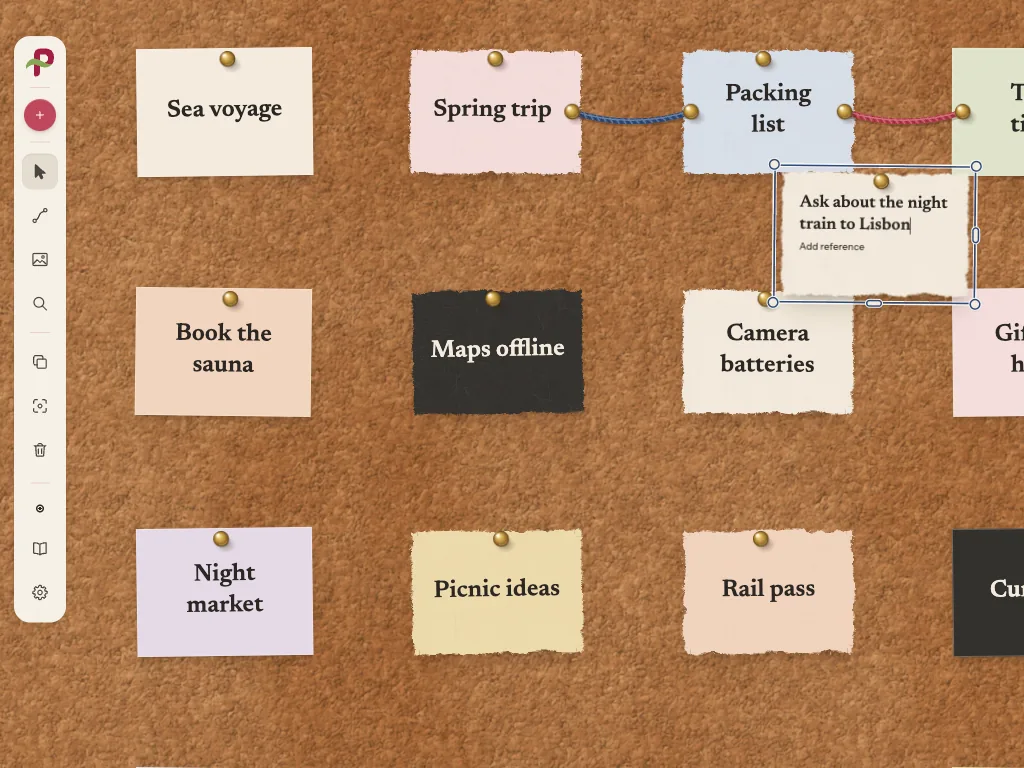 Sea voyage
Spring trip
Packing
list
Ask about the night
train to Lisbon
Add reference
Book the
sauna
Maps offline
Camera
batteries
Night
market
Picnic ideas
Rail pass